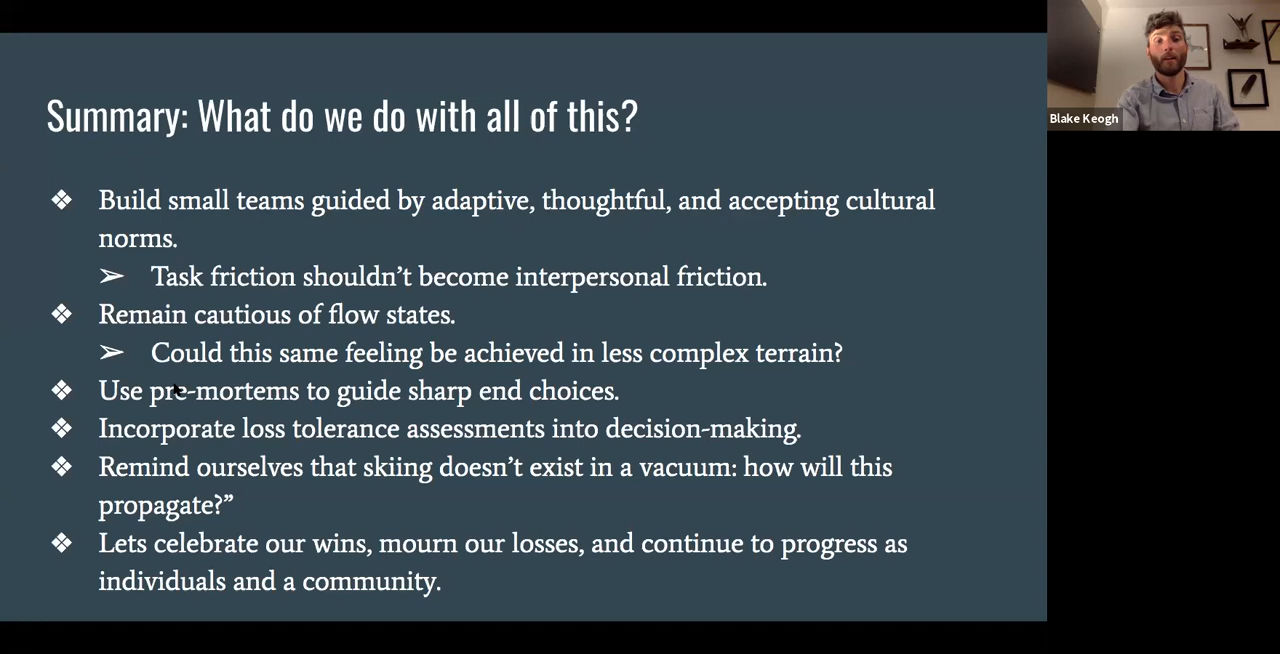 Summary: What do we do with all of this?
❖ Build small teams guided by adaptive, thoughtful, and accepting cultural
norms.
➢ Task friction shouldn’t become interpersonal friction.
❖ Remain cautious of flow states.
➢ Could this same feeling be achieved in less complex terrain?
❖ Use pre-mortems to guide sharp end choices.
❖ Incorporate loss tolerance assessments into decision-making.
❖ Remind ourselves that skiing doesn’t exist in a vacuum: how will this
propagate?”
❖ Lets celebrate our wins, mourn our losses, and continue to progress as
individuals and a community.
Blake Keogh